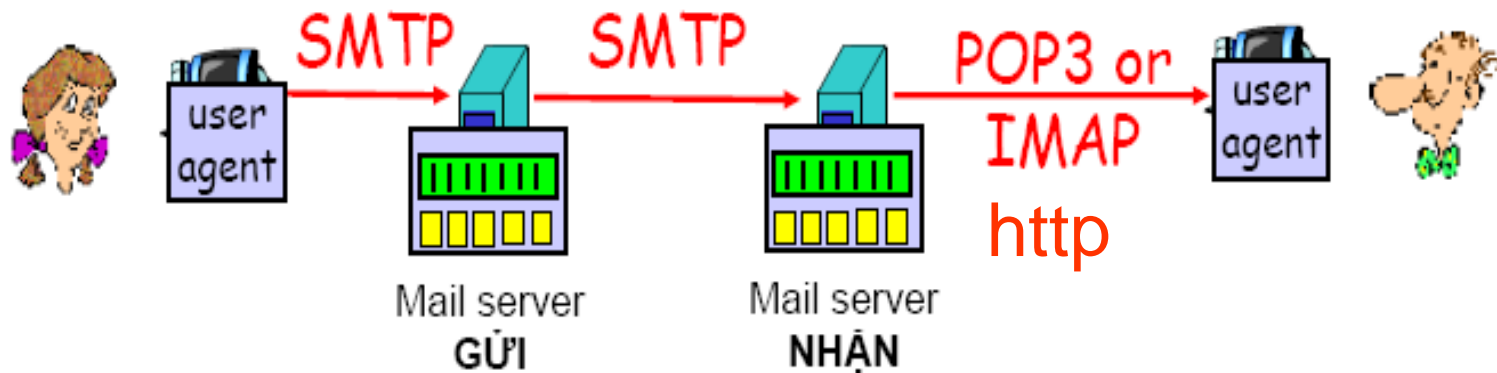 SMTP
SMTP
POP3 or
IMAP
http
user
agent
user
agent
Mail server
GỬI
Mail server
NHẬN